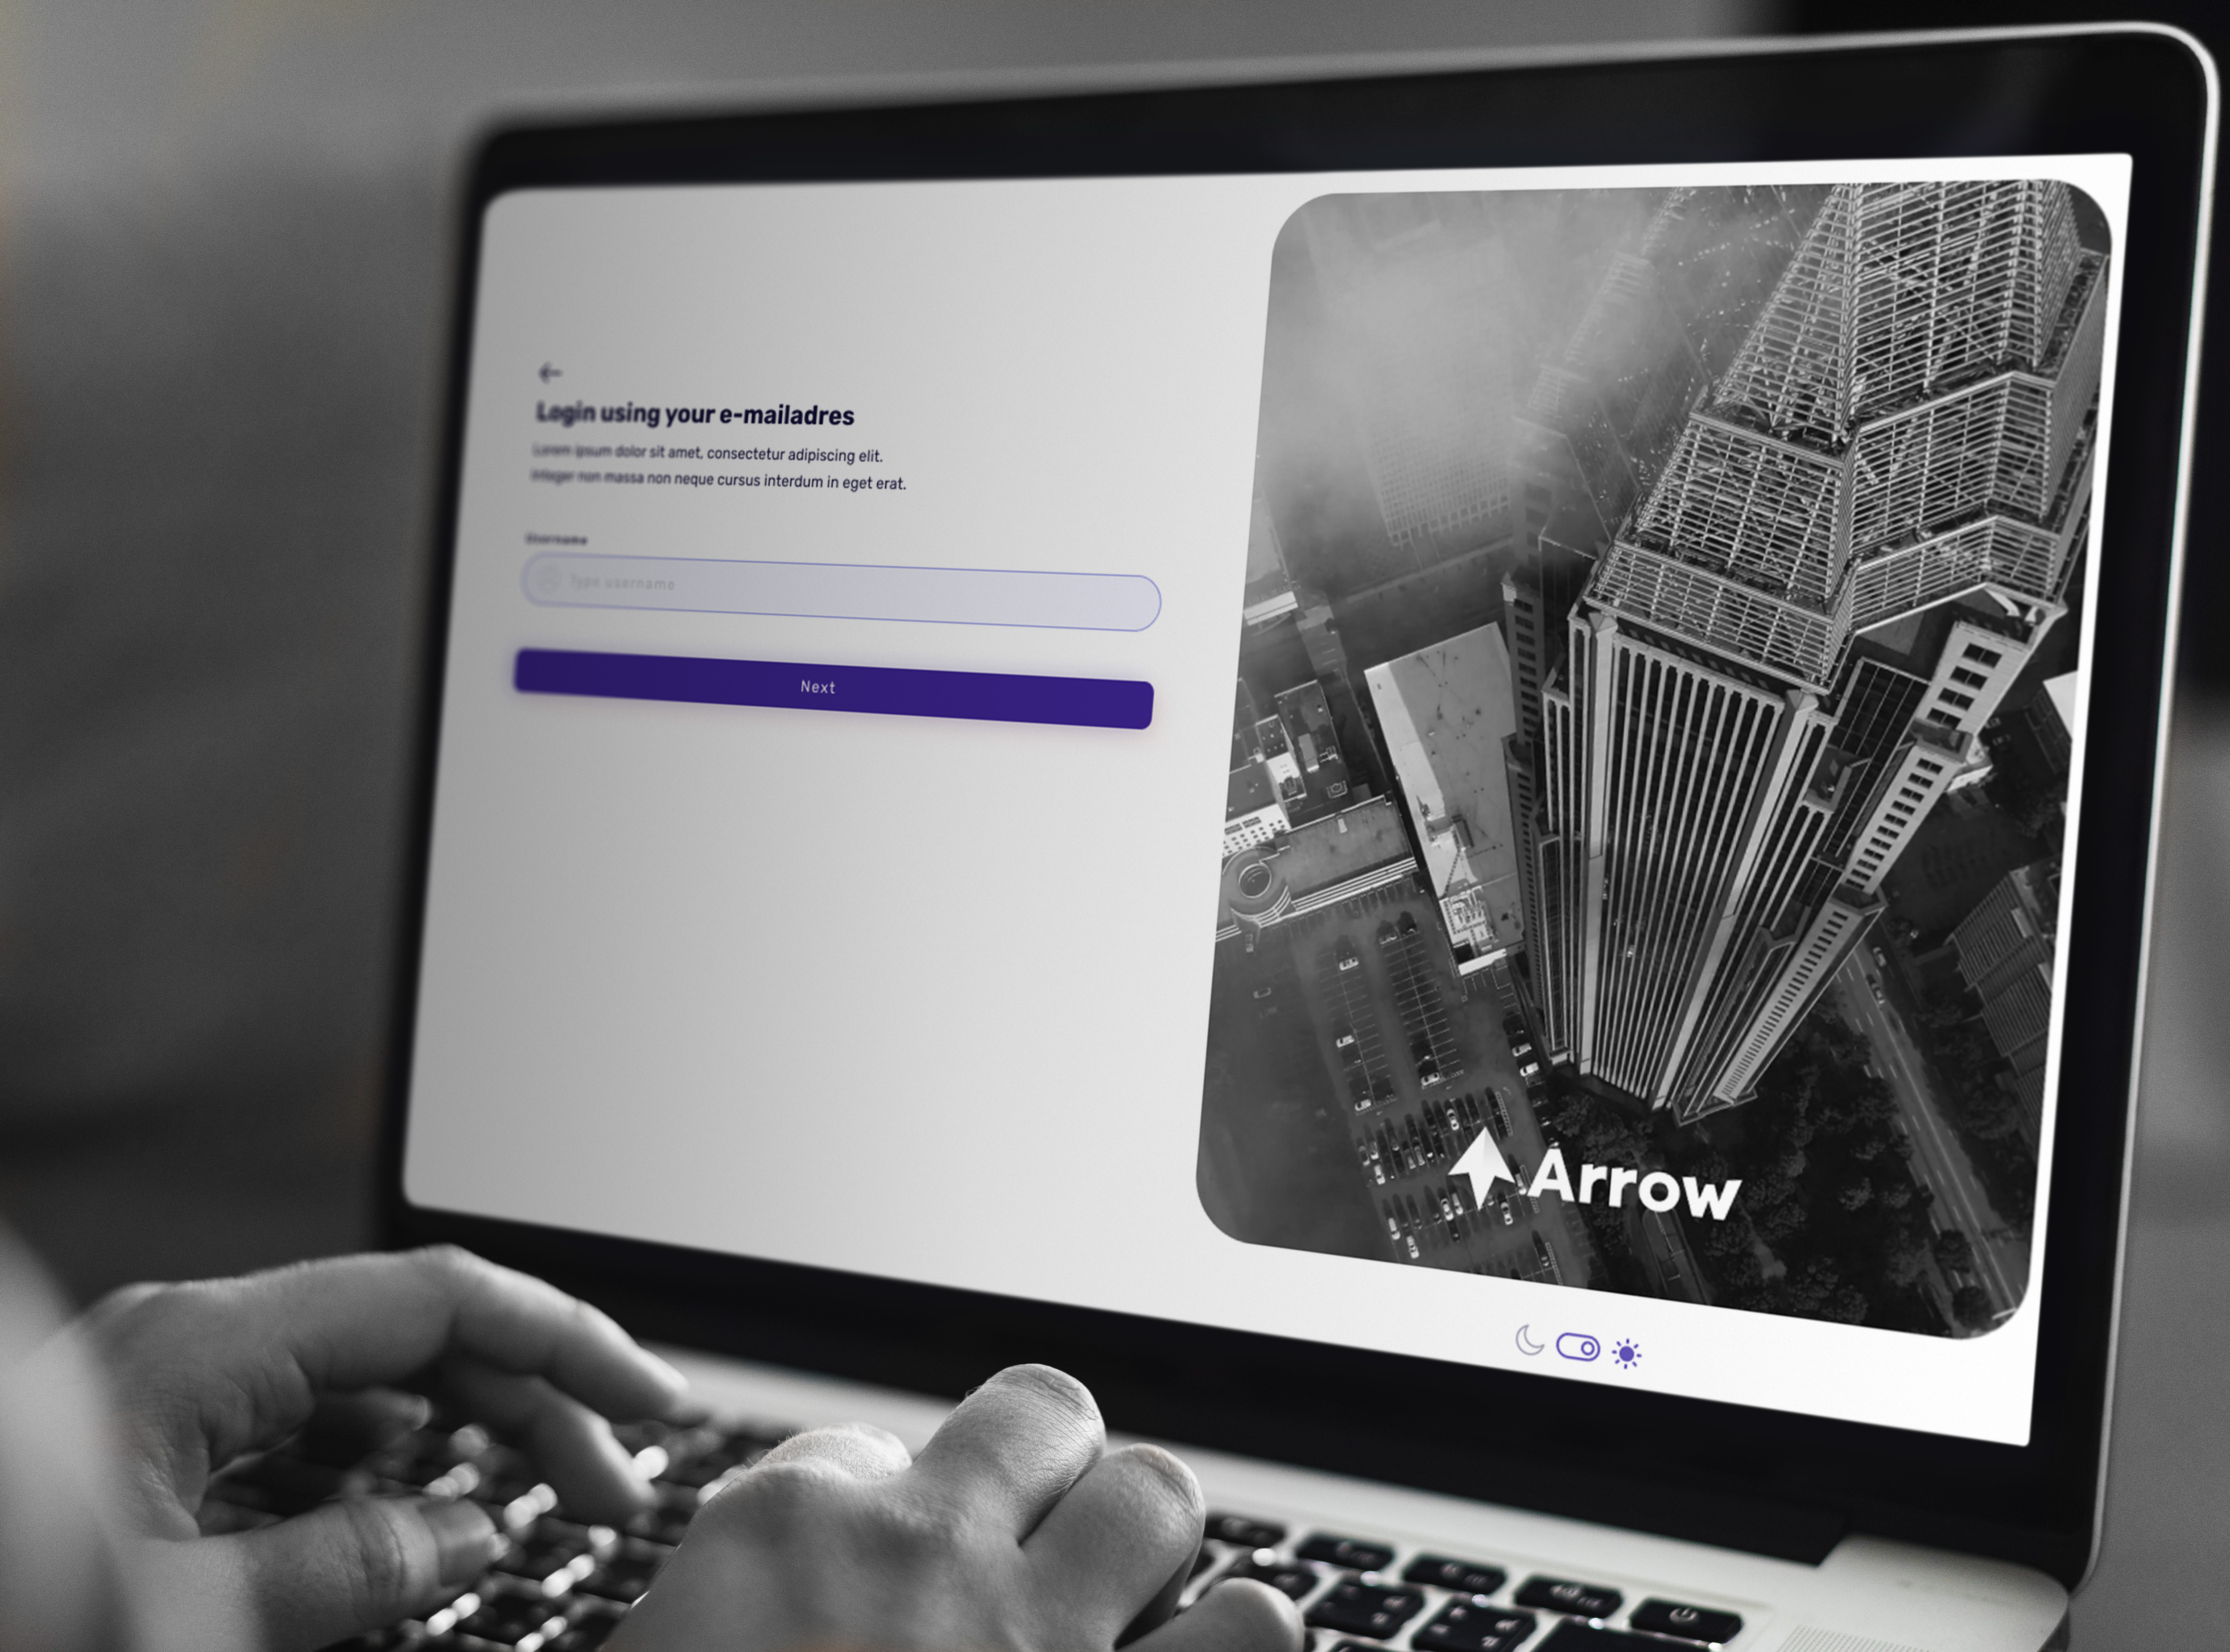 Login using your e-mailadres
Lorem ipsum dolor sit amet, consectetur adipiscing elit.
Integer non massa non neque cursus interdum in eget erat.
Username
Type username
Next
Arrow